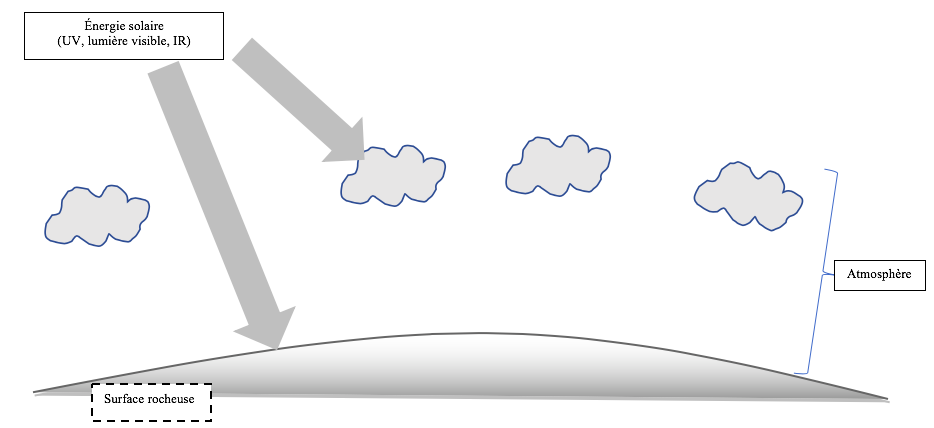 Énergie solaire
(UV, lumière visible, IR)
Atmosphère
Surface rocheuse